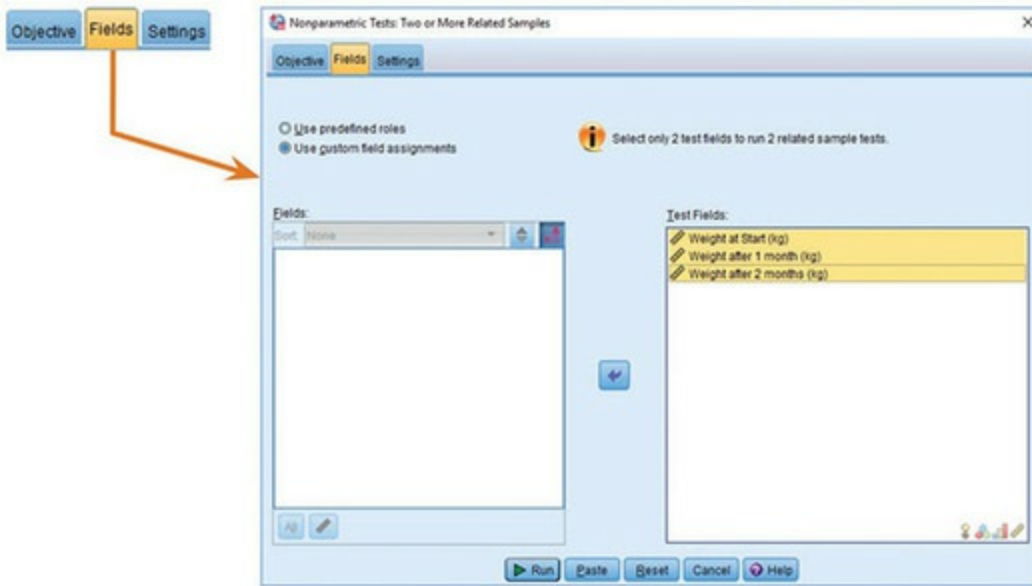 Objective Fields Settings
Nonparametric Tests: Two or More Related Samples
Objective Fields Settings
Use predefined roles
Use custom field assignments
Select only 2 test fields to run 2 related sample tests.
Fields:
Sort: None
Test Fields:
Weight at Start (kg)
Weight after 1 month (kg)
Weight after 2 months (kg)
Run Paste Reset Cancel Help